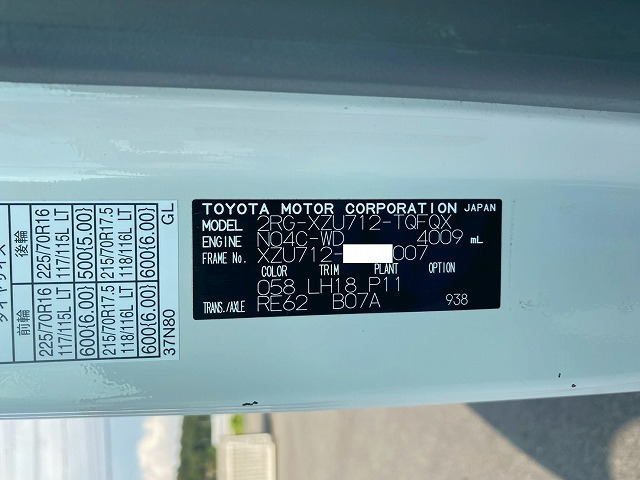 TOYOTA MOTOR CORPORATION JAPAN
MODEL 2RG-XZU712-TQFQX
ENGINE N04C-WD 4009 mL
FRAME No. XZU712- 007
COLOR TRIM PLANT OPTION
058 LH18 P11
TRANS./AXLE RE62 B07A 938
前輪 後輪
225/70R16 225/70R16
117/115L LT 117/115L LT
600{6.00} 500{5.00}
215/70R17.5 215/70R17.5
118/116L LT 118/116L LT
600{6.00} 600{6.00}
37N80 GL